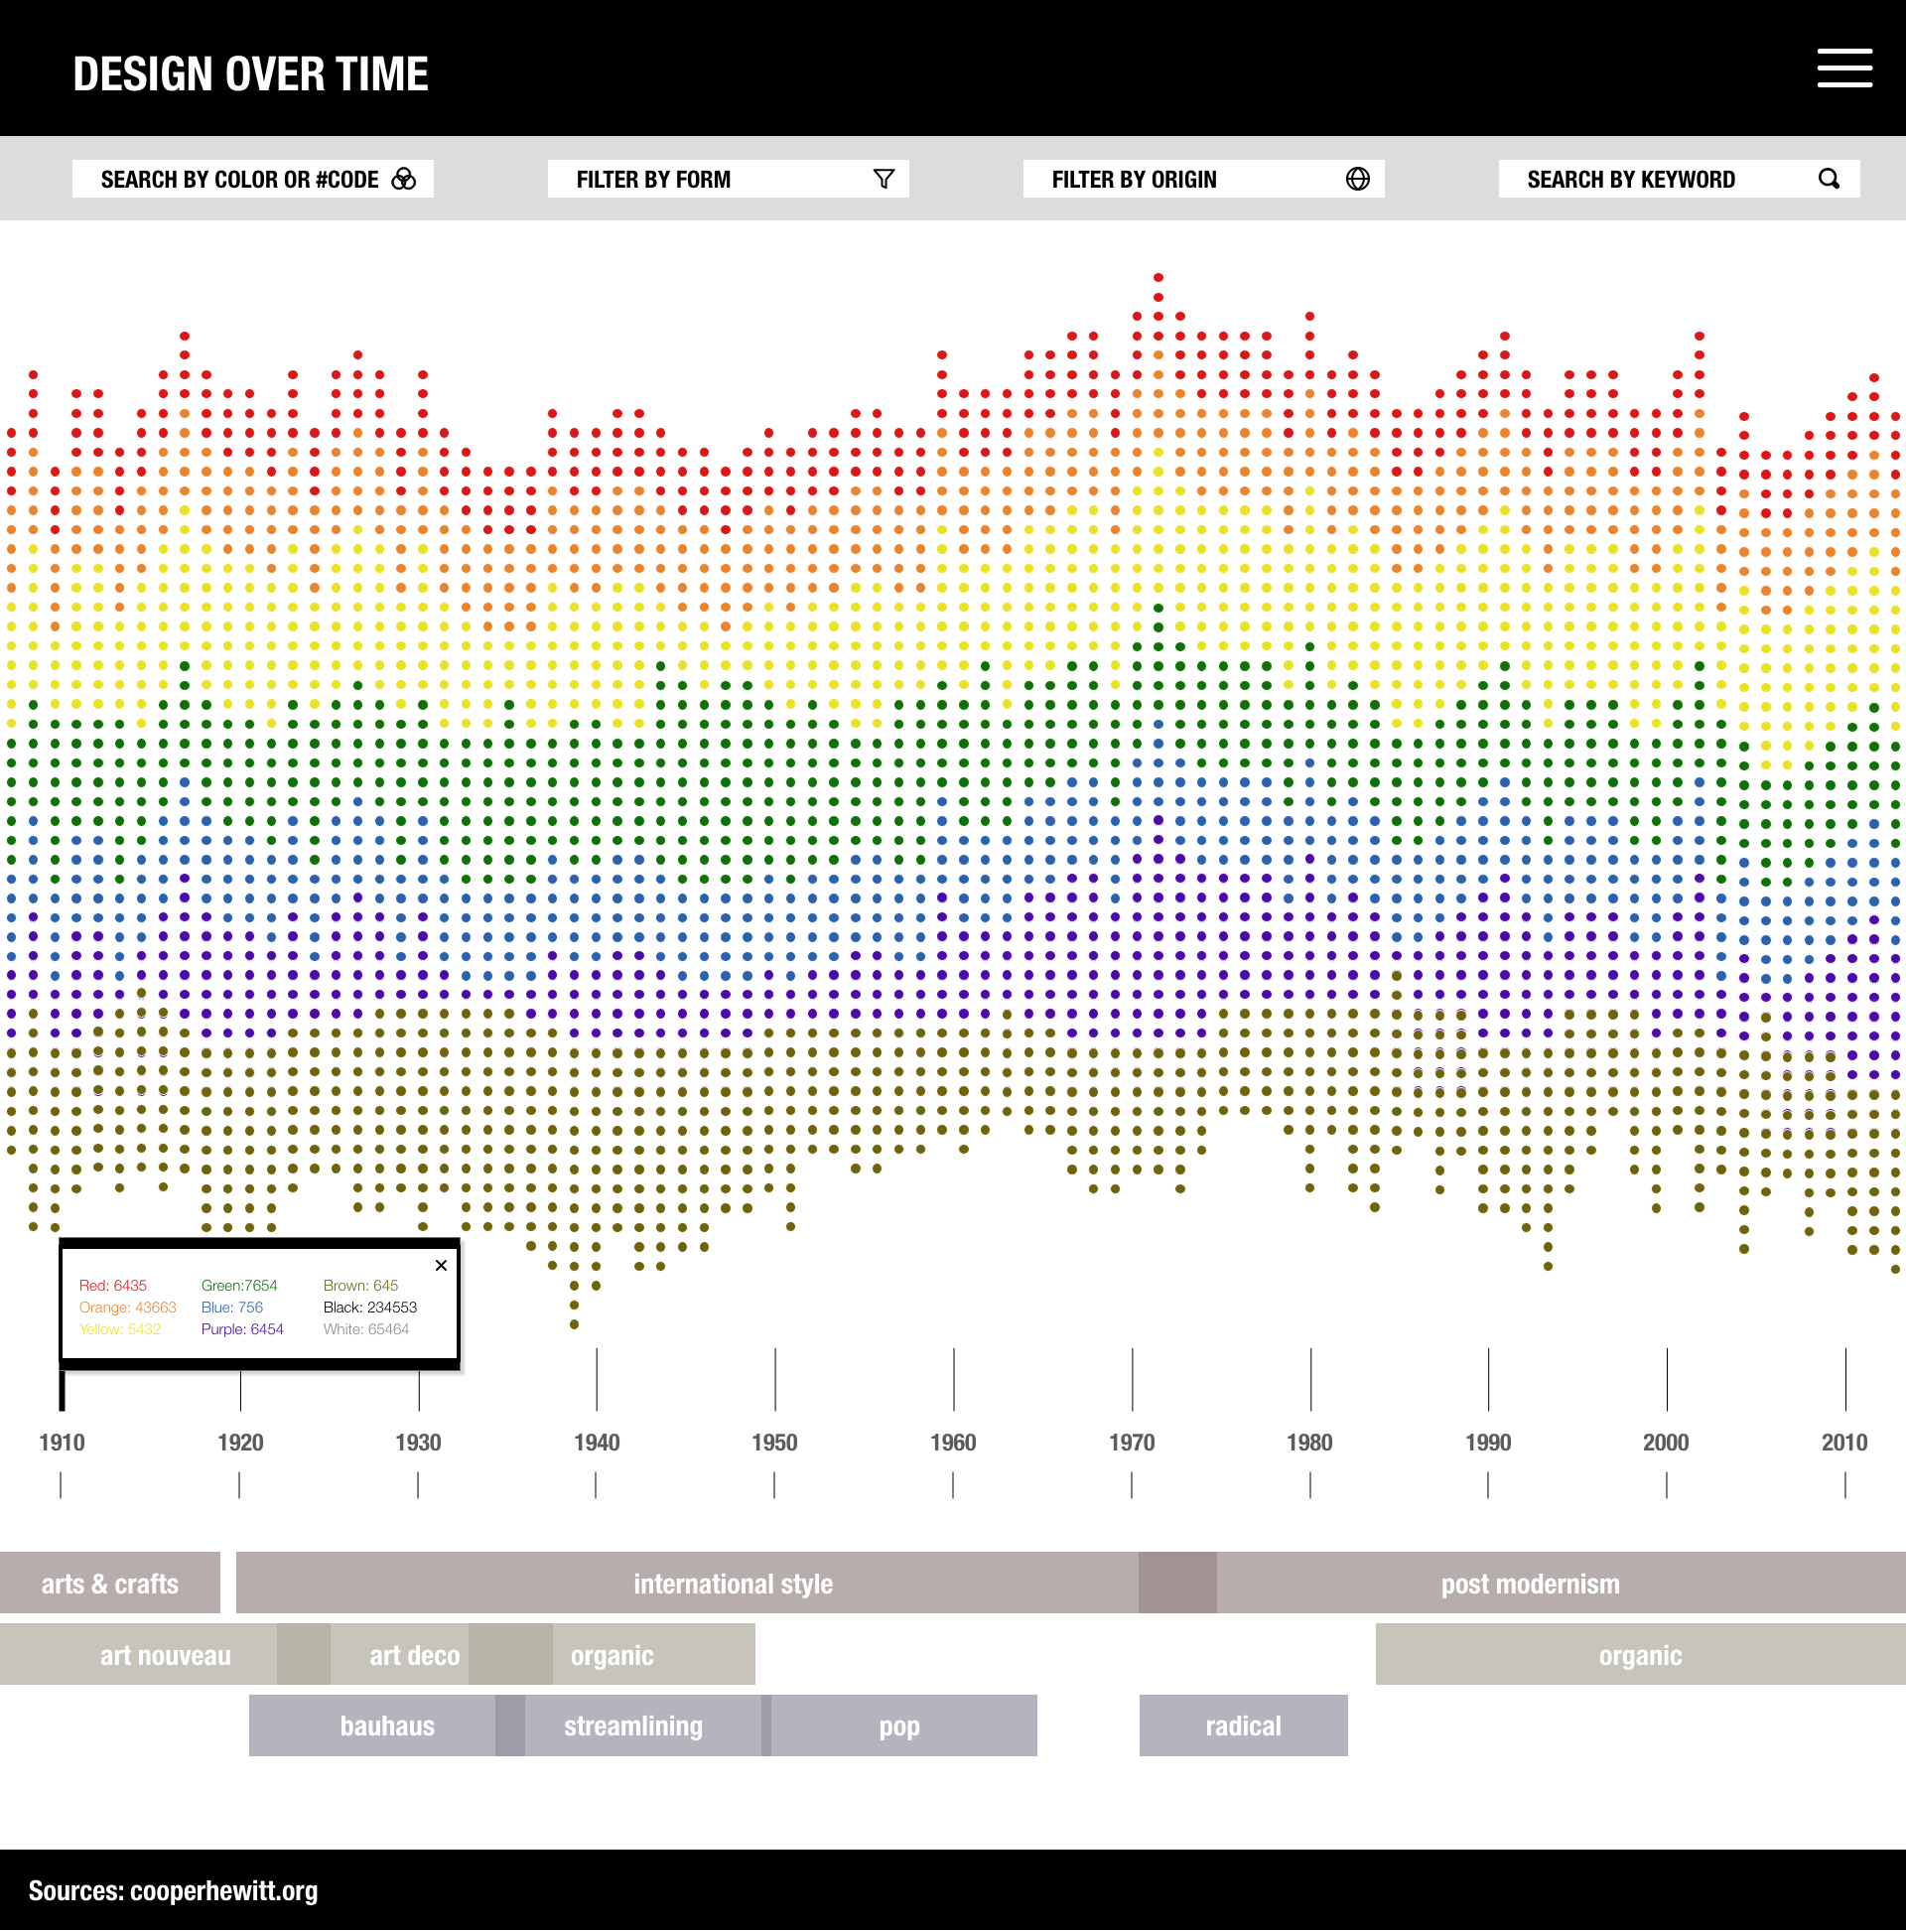 DESIGN OVER TIME
SEARCH BY COLOR OR #CODE
FILTER BY FORM
FILTER BY ORIGIN
SEARCH BY KEYWORD
Red: 6435 Green:7654 Brown: 645
Orange: 43663 Blue: 756 Black: 234553
Yellow: 5432 Purple: 6454 White: 65464
1910 1920 1930 1940 1950 1960 1970 1980 1990 2000 2010
arts & crafts international style post modernism
art nouveau art deco organic organic
bauhaus streamlining pop radical
Sources: cooperhewitt.org